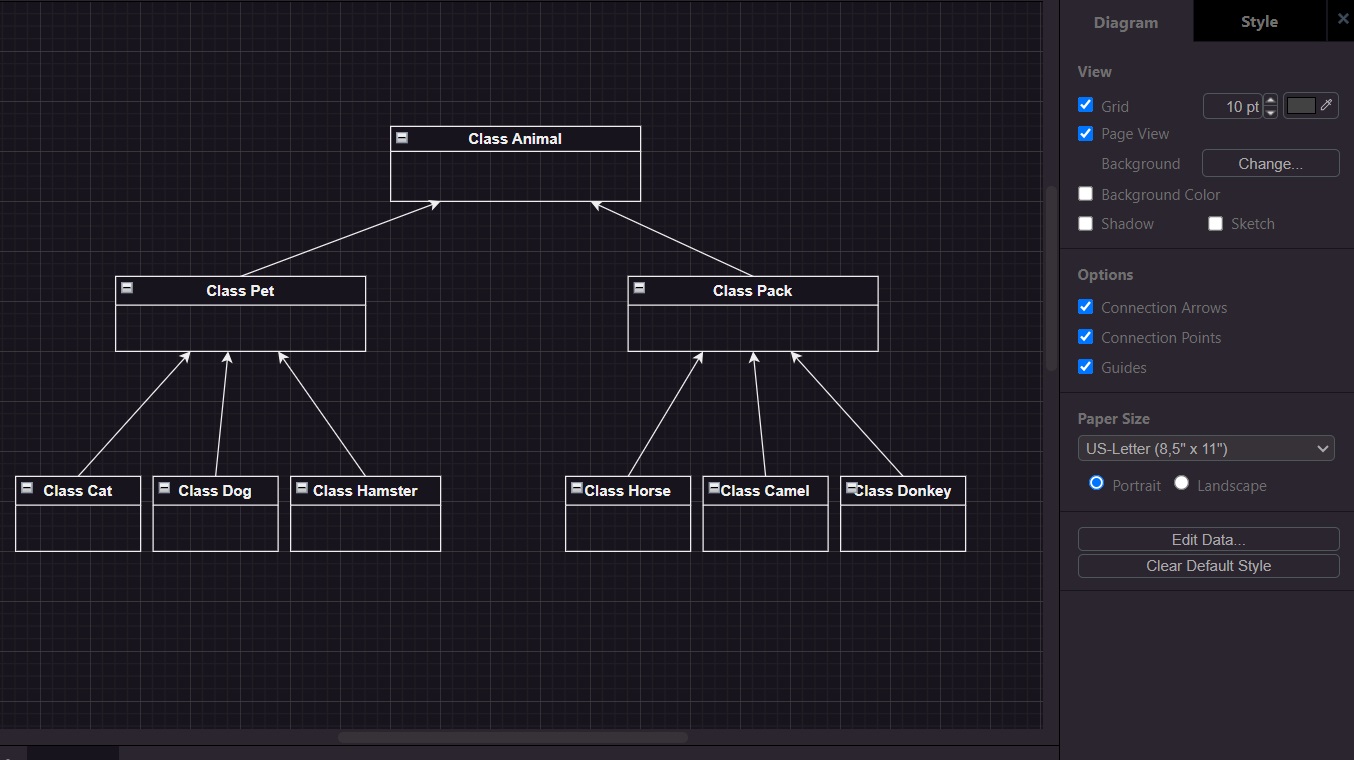 Diagram
Style
View
Grid
10 pt
Page View
Background
Change...
Background Color
Shadow
Sketch
Options
Connection Arrows
Connection Points
Guides
Paper Size
US-Letter (8,5" x 11")
Portrait
Landscape
Edit Data...
Clear Default Style
Class Animal
Class Pet
Class Pack
Class Cat
Class Dog
Class Hamster
Class Horse
Class Camel
Class Donkey